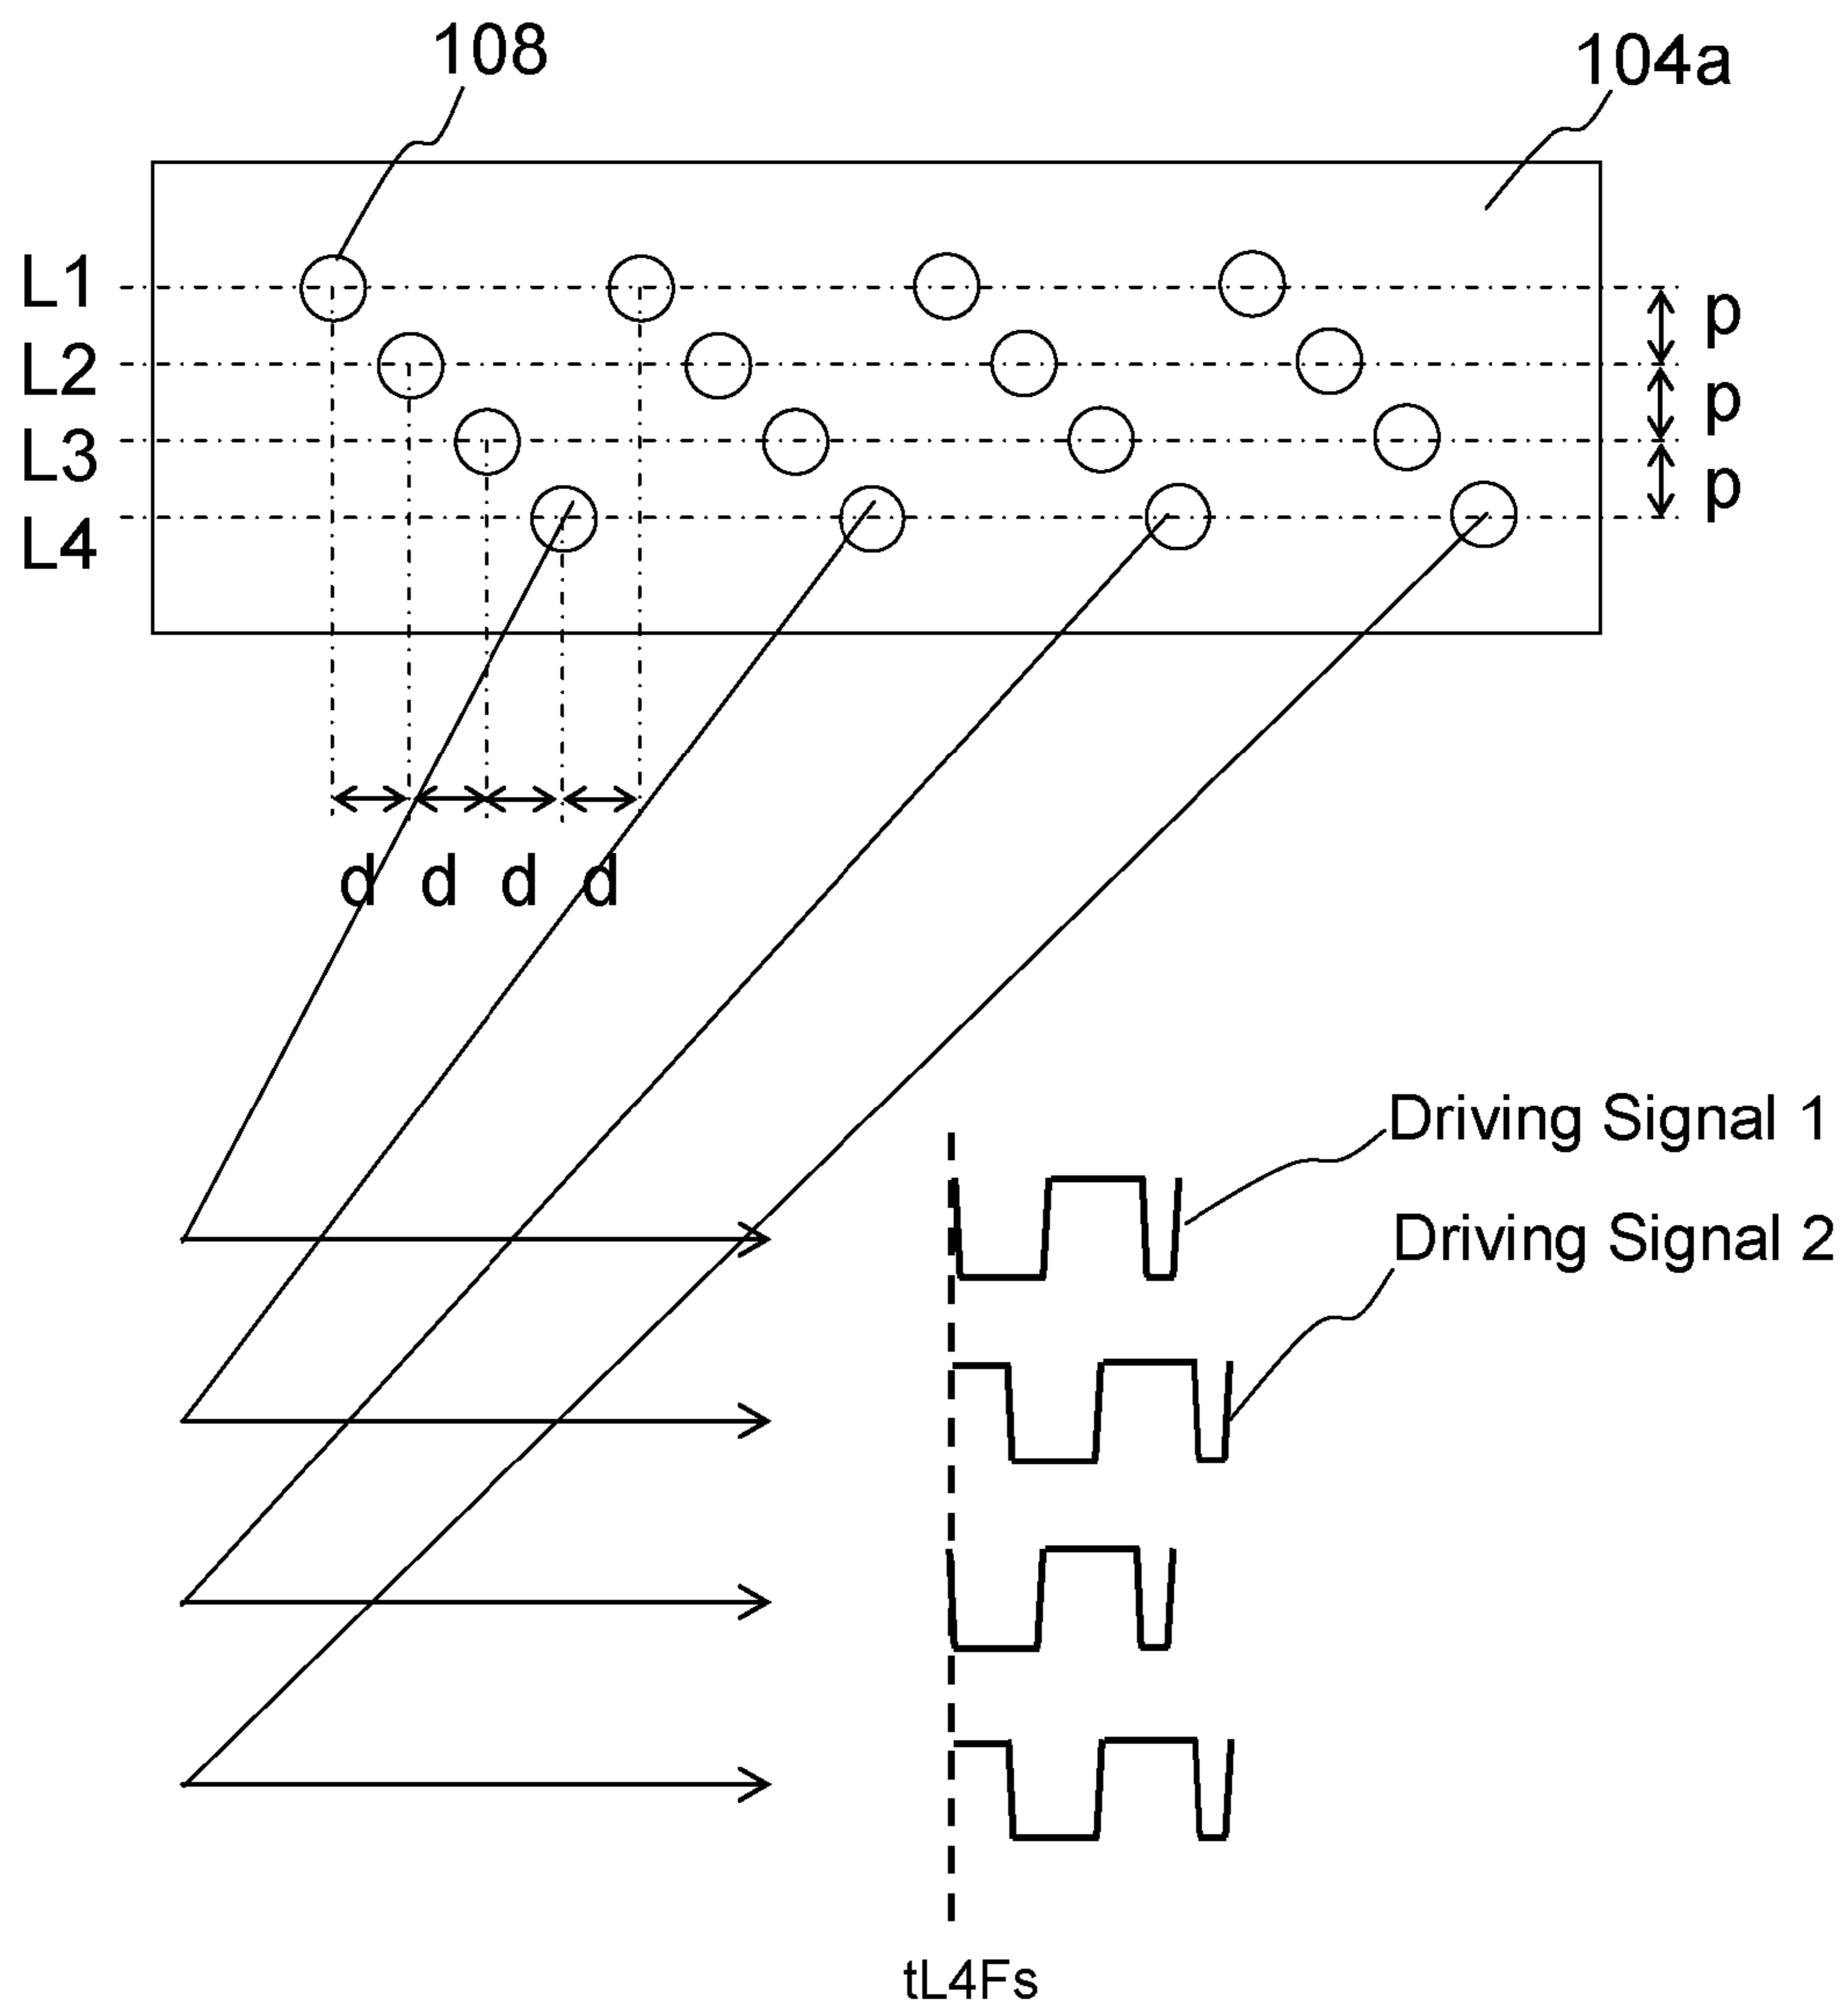 108
104a
L1
p
L2
p
L3
p
L4
d d d d
Driving Signal 1
Driving Signal 2
tL4Fs